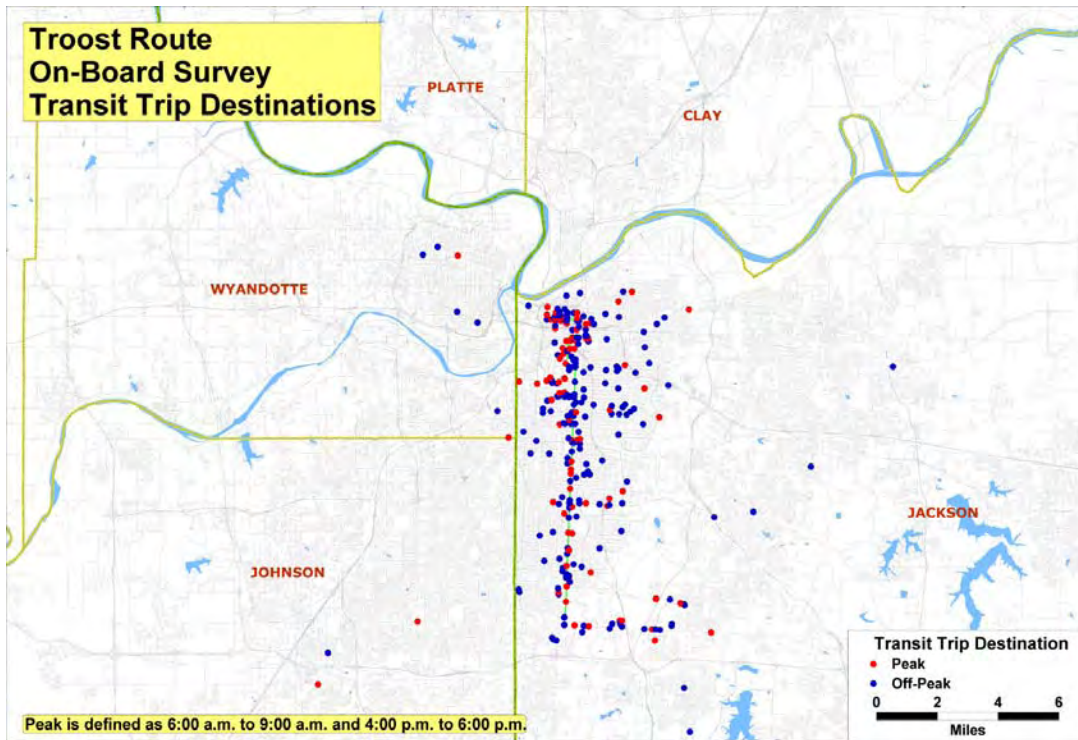 Troost Route
On-Board Survey
Transit Trip Destinations
PLATTE
CLAY
WYANDOTTE
JACKSON
JOHNSON
Transit Trip Destination
Peak
Off-Peak
0 2 4 6
Miles
Peak is defined as 6:00 a.m. to 9:00 a.m. and 4:00 p.m. to 6:00 p.m.